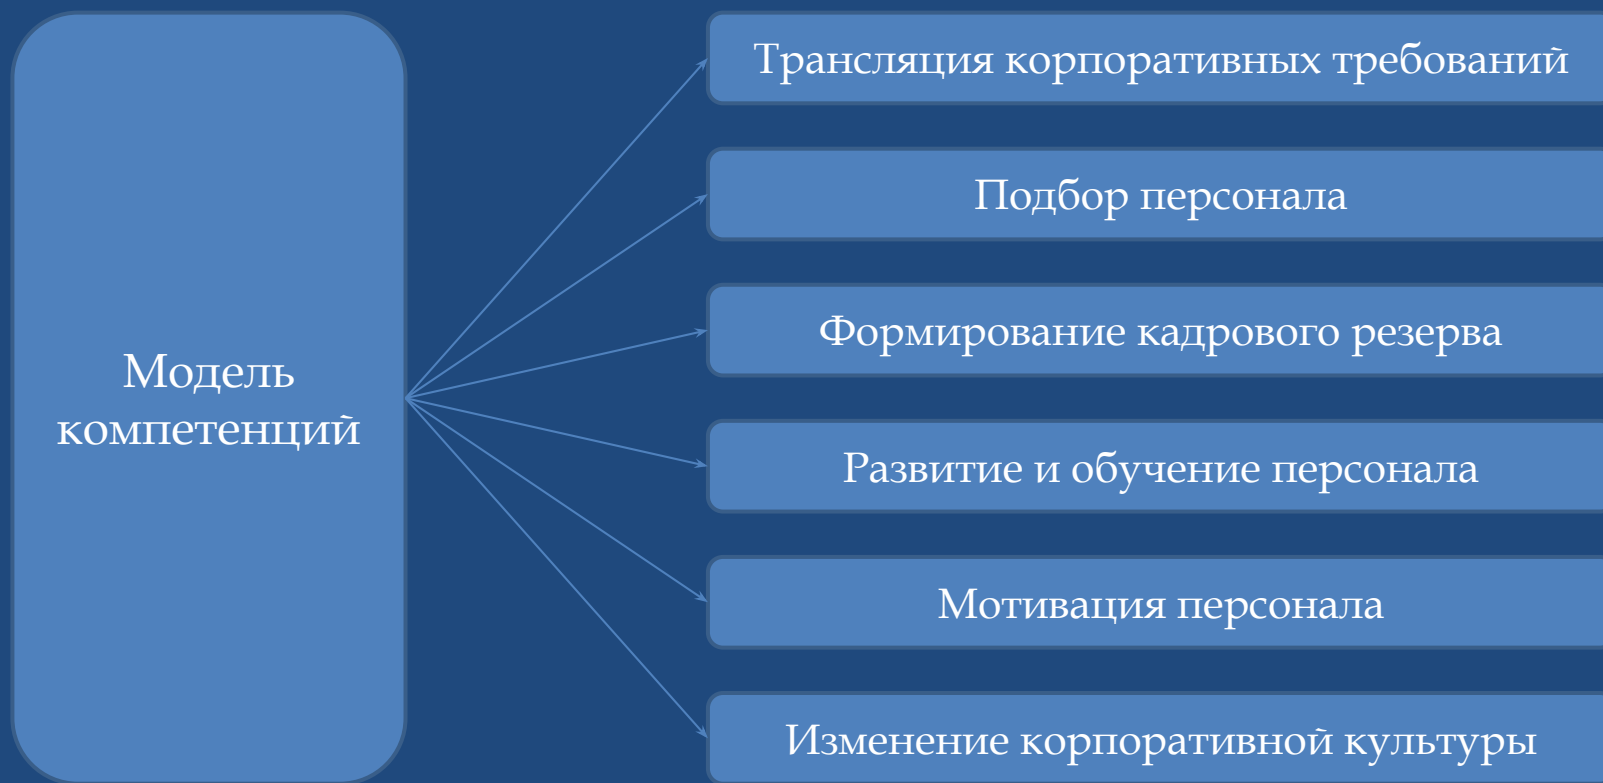 Модель
компетенций
Трансляция корпоративных требований
Подбор персонала
Формирование кадрового резерва
Развитие и обучение персонала
Мотивация персонала
Изменение корпоративной культуры